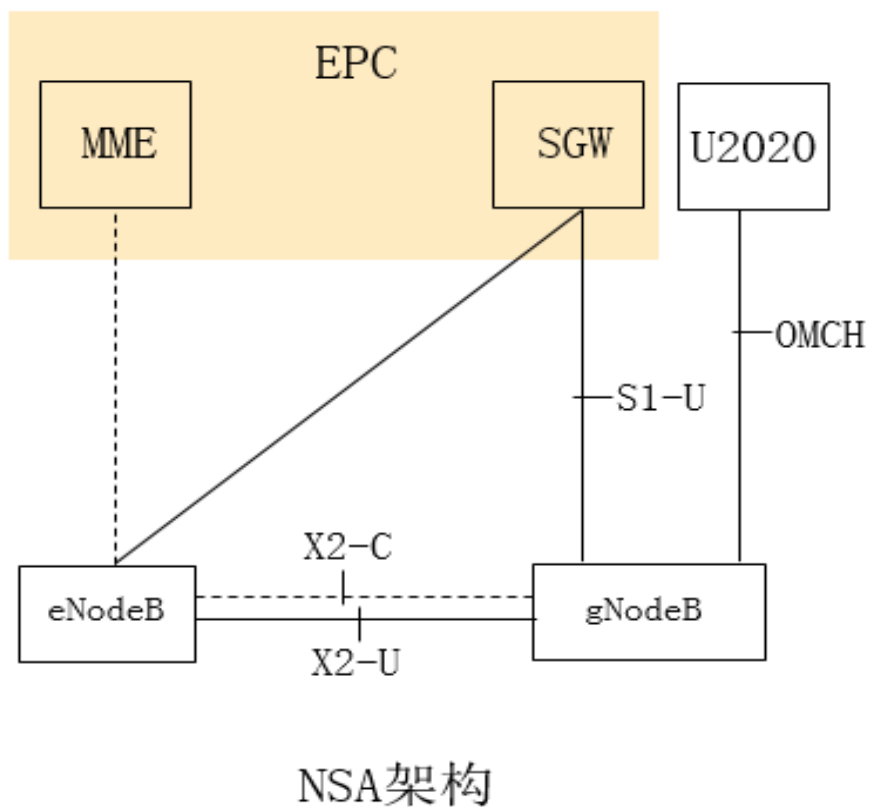 EPC
MME
SGW
U2020
OMCH
S1-U
X2-C
eNodeB
gNodeB
X2-U
NSA架构